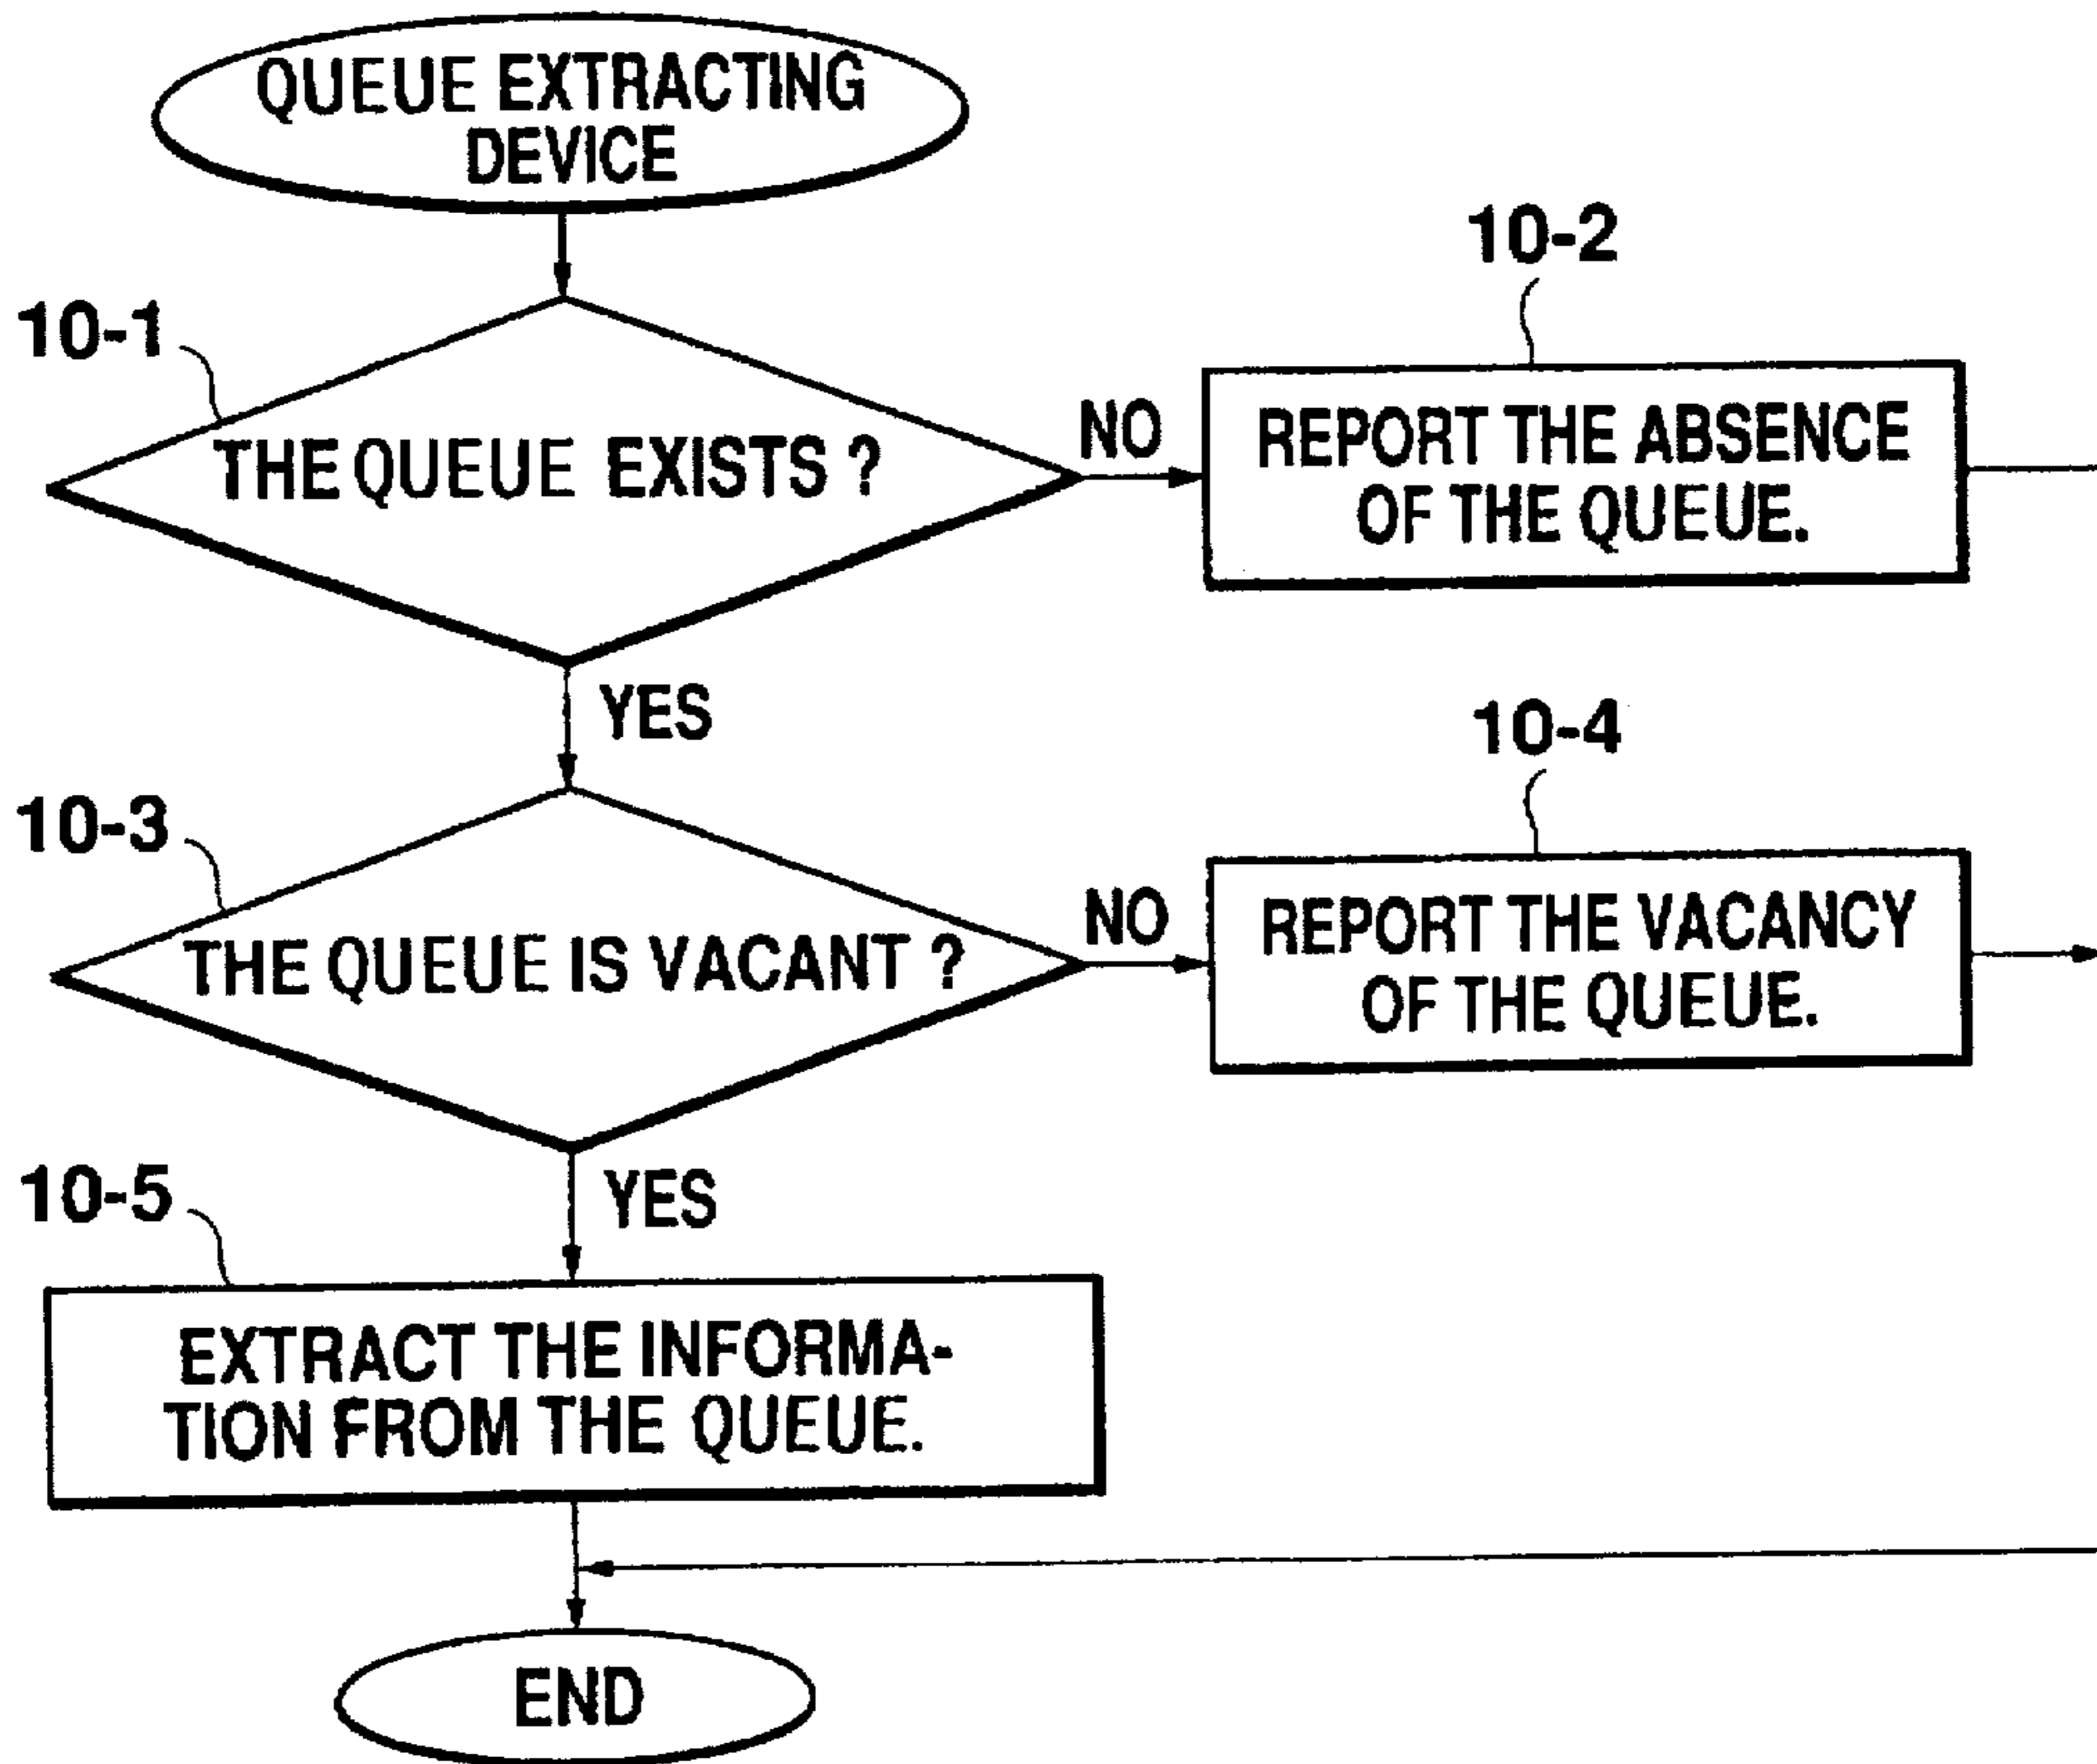 QUEUE EXTRACTING
DEVICE
10-1
THE QUEUE EXISTS ?
NO
10-2
REPORT THE ABSENCE
OF THE QUEUE.
YES
10-3
THE QUEUE IS VACANT ?
NO
10-4
REPORT THE VACANCY
OF THE QUEUE.
YES
10-5
EXTRACT THE INFORMA-
TION FROM THE QUEUE.
END